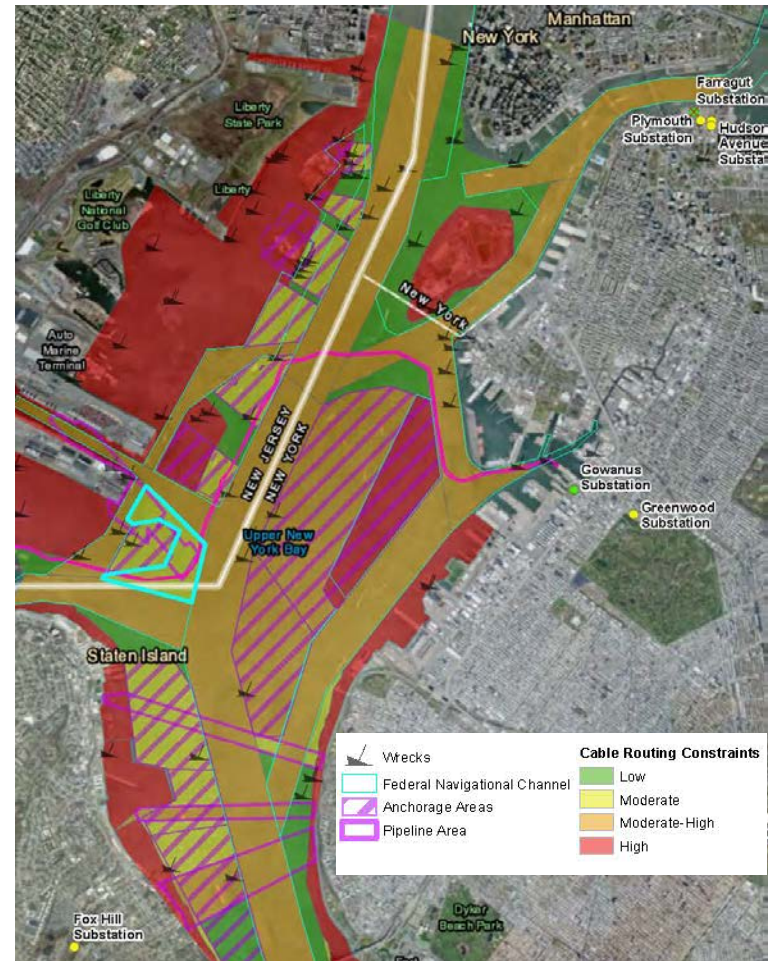 Manhattan
New York
Farragut
Substation
Plymouth
Substation
Hudson
Avenue
Substa
Liberty
State Park
Liberty
Liberty
National
Golf Club
New York
Auto
Marine
Terminal
NEW JERSEY
NEW YORK
Gowanus
Substation
Greenwood
Substation
Upper New
York Bay
Staten Island
Wrecks
Federal Navigational Channel
Anchorage Areas
Pipeline Area
Cable Routing Constraints
Low
Moderate
Moderate-High
High
Fox Hill
Substation
Dyker
Beach Park